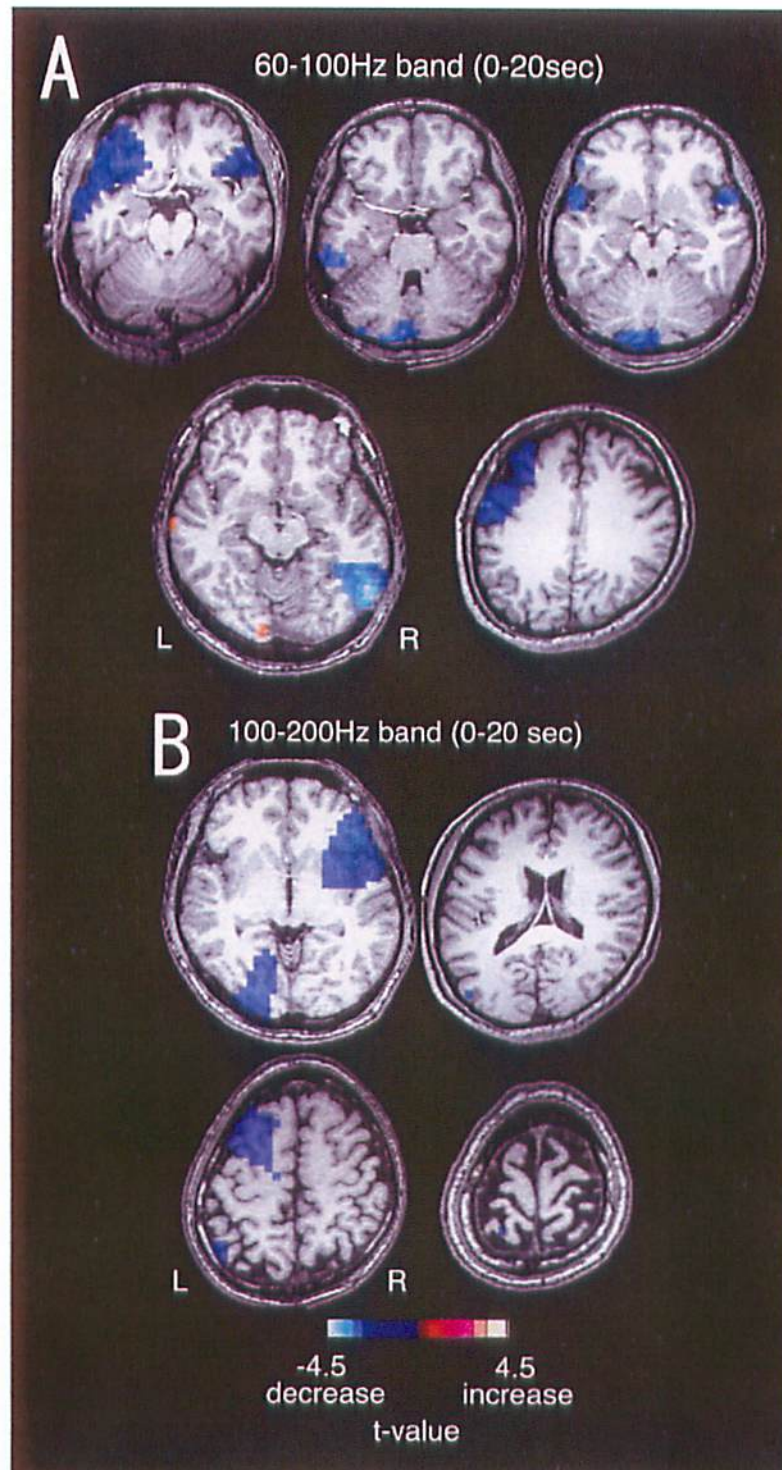 A
60-100Hz band (0-20sec)
L R
B
100-200Hz band (0-20 sec)
L R
-4.5 4.5
decrease increase
t-value